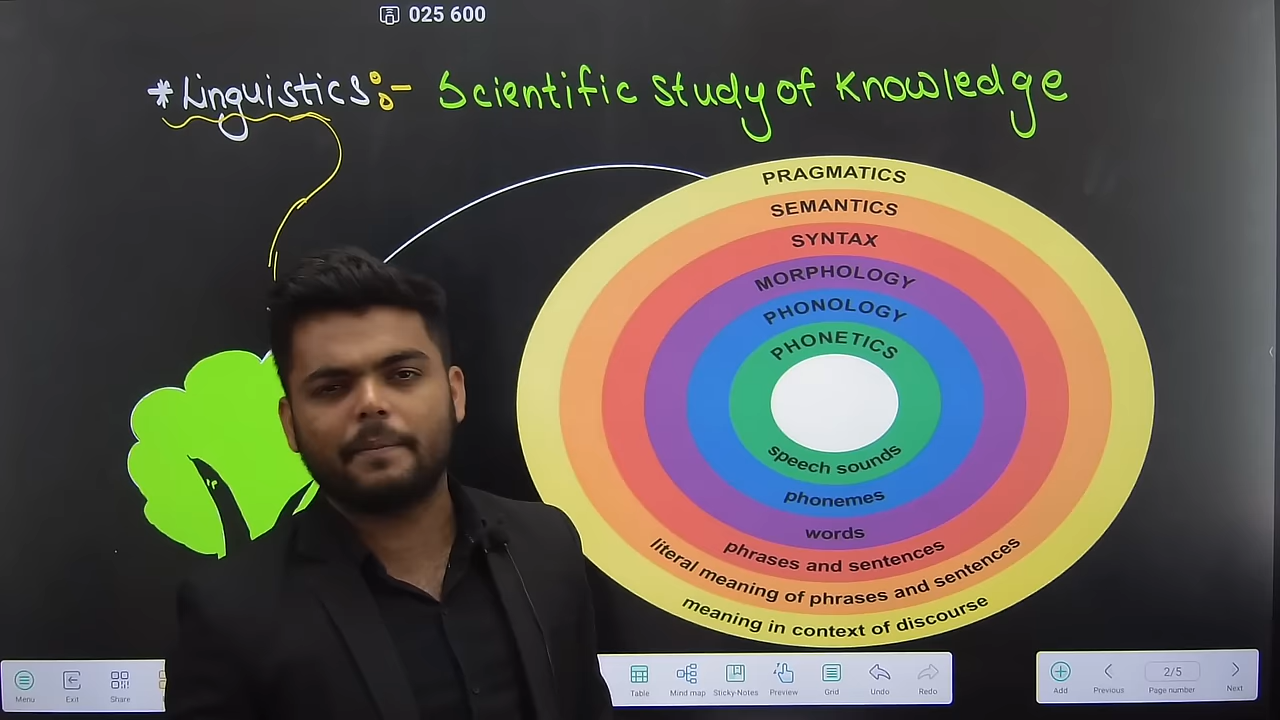 025 600
*Linguistics:- Scientific study of Knowledge
PRAGMATICS
SEMANTICS
SYNTAX
MORPHOLOGY
PHONOLOGY
PHONETICS
speech sounds
phonemes
words
phrases and sentences
literal meaning of phrases and sentences
meaning in context of discourse
Menu Exit Share Table Mind map Sticky-Notes Preview Grid Undo Redo Add Previous 2/5 Page number Next